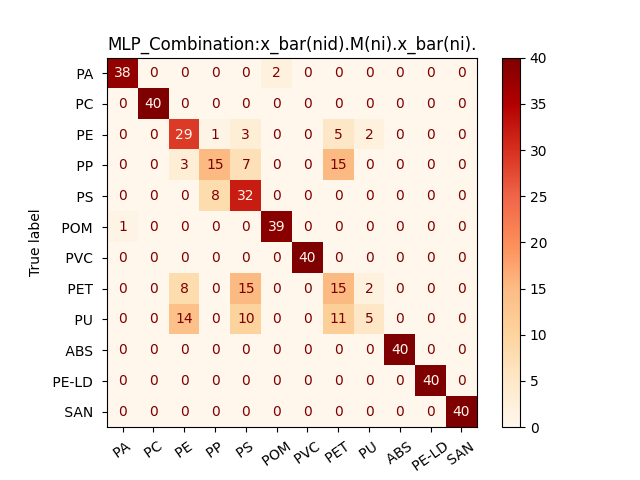 MLP_Combination:x_bar(nid).M(ni).x_bar(ni).
True label
PA 38 0 0 0 0 2 0 0 0 0 0 0
PC 0 40 0 0 0 0 0 0 0 0 0 0
PE 0 0 29 1 3 0 0 5 2 0 0 0
PP 0 0 3 15 7 0 0 15 0 0 0 0
PS 0 0 0 8 32 0 0 0 0 0 0 0
POM 1 0 0 0 0 39 0 0 0 0 0 0
PVC 0 0 0 0 0 0 40 0 0 0 0 0
PET 0 0 8 0 15 0 0 15 2 0 0 0
PU 0 0 14 0 10 0 0 11 5 0 0 0
ABS 0 0 0 0 0 0 0 0 0 40 0 0
PE-LD 0 0 0 0 0 0 0 0 0 0 40 0
SAN 0 0 0 0 0 0 0 0 0 0 0 40
PA PC PE PP PS POM PVC PET PU ABS PE-LD SAN
40
35
30
25
20
15
10
5
0